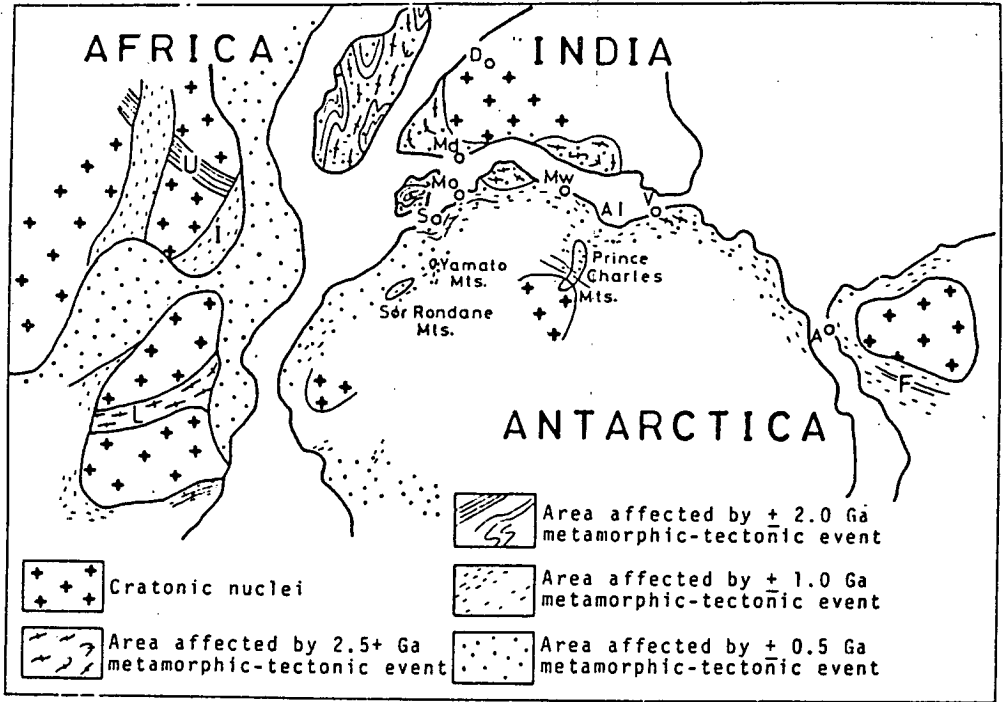 AFRICA
INDIA
D
Md
U
Mo
Mw
I
Sa
AI
V
Yamato
Mts.
Prince
Charles
Mts.
Sør Rondane
Mts.
A
F
L
ANTARCTICA
Area affected by ± 2.0 Ga
metamorphic-tectonic event
Cratonic nuclei
Area affected by ± 1.0 Ga
metamorphic-tectonic event
Area affected by 2.5+ Ga
metamorphic-tectonic event
Area affected by ± 0.5 Ga
metamorphic-tectonic event